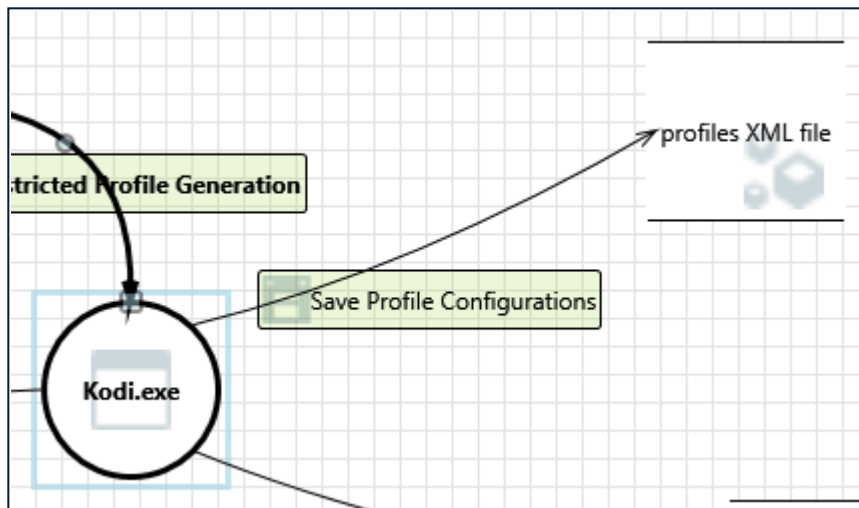 profiles XML file
stricted Profile Generation
Save Profile Configurations
Kodi.exe